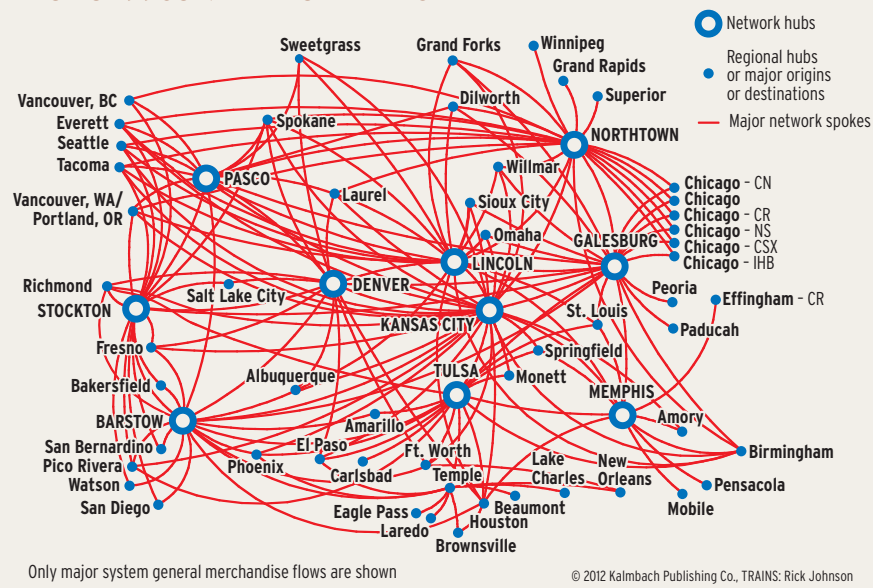 Network hubs
Regional hubs
or major origins
or destinations
Major network spokes
Sweetgrass
Grand Forks
Winnipeg
Grand Rapids
Superior
Vancouver, BC
Everett
Seattle
Tacoma
Vancouver, WA/
Portland, OR
Spokane
Dilworth
NORTHTOWN
PASCO
Laurel
Willmar
Sioux City
Omaha
Chicago – CN
Chicago
Chicago – CR
Chicago – NS
Chicago – CSX
Chicago – IHB
GALESBURG
LINCOLN
Richmond
STOCKTON
Salt Lake City
DENVER
KANSAS CITY
St. Louis
Peoria
Effingham – CR
Paducah
Fresno
Bakersfield
Albuquerque
TULSA
Springfield
Monett
MEMPHIS
BARSTOW
Amarillo
Amory
San Bernardino
Pico Rivera
Watson
San Diego
Phoenix
El Paso
Carlsbad
Ft. Worth
Temple
Lake
Charles
New
Orleans
Birmingham
Pensacola
Mobile
Eagle Pass
Laredo
Beaumont
Houston
Brownsville
Only major system general merchandise flows are shown
© 2012 Kalmbach Publishing Co., TRAINS: Rick Johnson